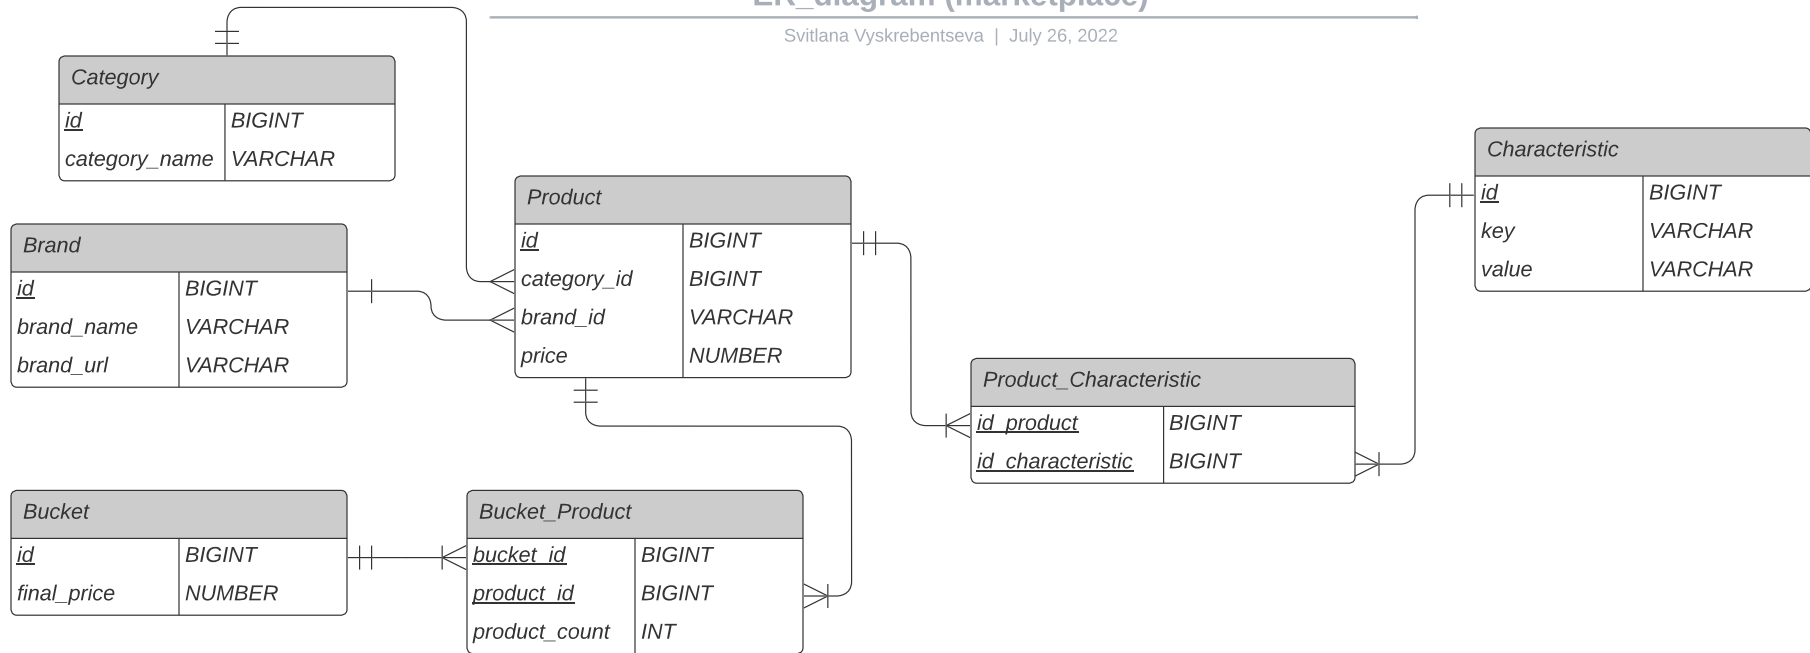 ER_diagram (marketplace)
Svitlana Vyskrebentseva | July 26, 2022
Category
id BIGINT
category_name VARCHAR
Brand
id BIGINT
brand_name VARCHAR
brand_url VARCHAR
Product
id BIGINT
category_id BIGINT
brand_id VARCHAR
price NUMBER
Characteristic
id BIGINT
key VARCHAR
value VARCHAR
Product_Characteristic
id_product BIGINT
id_characteristic BIGINT
Bucket
id BIGINT
final_price NUMBER
Bucket_Product
bucket_id BIGINT
product_id BIGINT
product_count INT